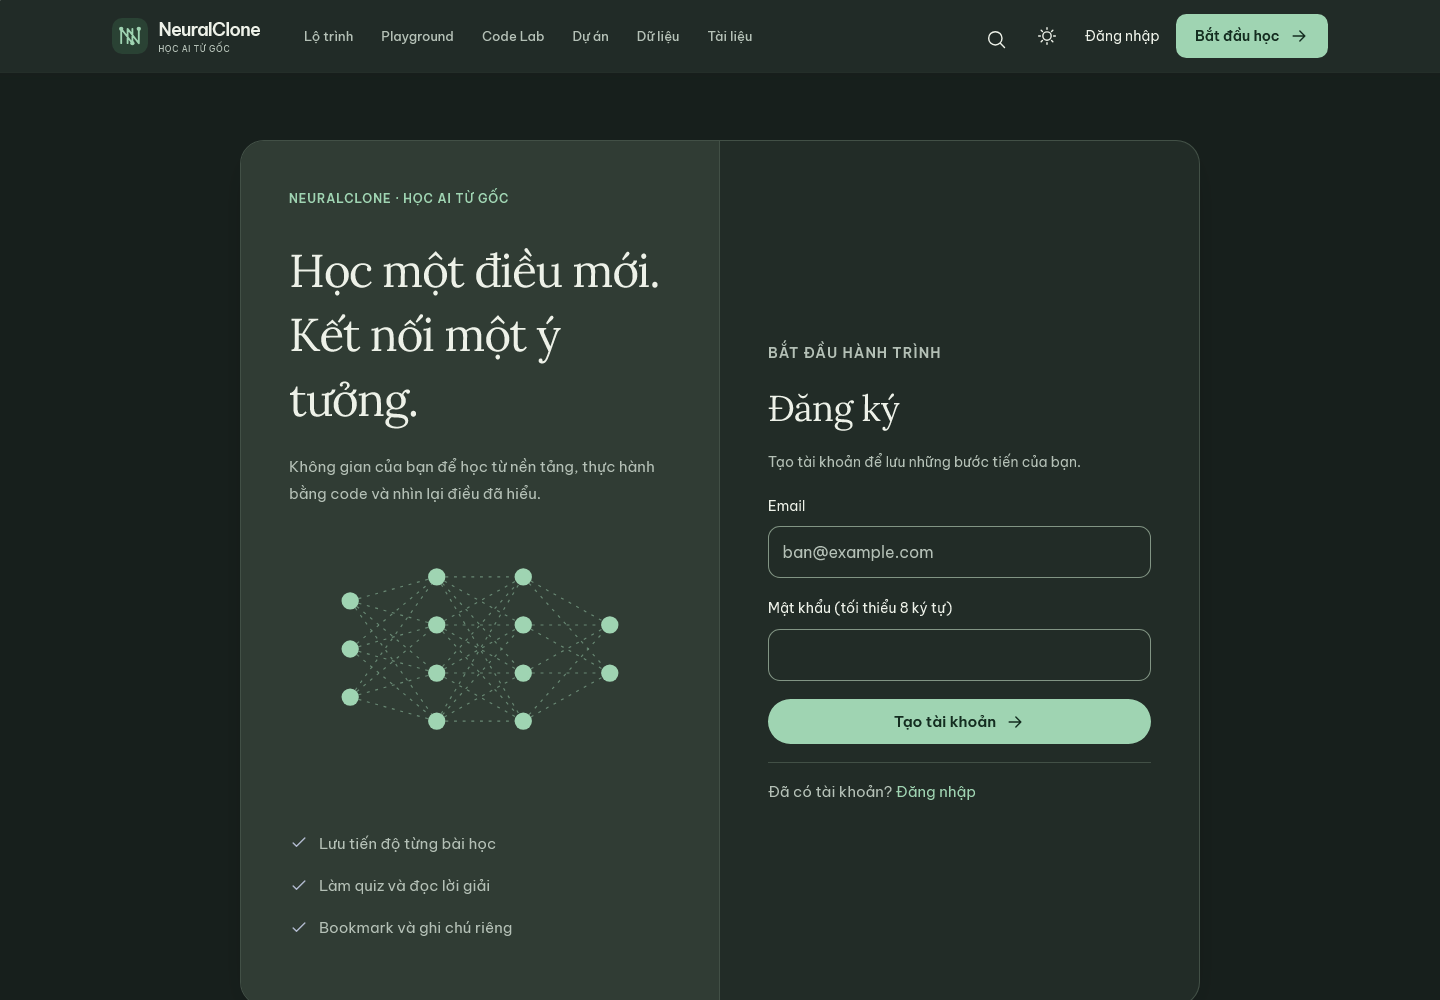 NeuralClone
HỌC AI TỪ GỐC
Lộ trình
Playground
Code Lab
Dự án
Dữ liệu
Tài liệu
Đăng nhập
Bắt đầu học
NEURALCLONE · HỌC AI TỪ GỐC
Học một điều mới.
Kết nối một ý
tưởng.
Không gian của bạn để học từ nền tảng, thực hành
bằng code và nhìn lại điều đã hiểu.
Lưu tiến độ từng bài học
Làm quiz và đọc lời giải
Bookmark và ghi chú riêng
BẮT ĐẦU HÀNH TRÌNH
Đăng ký
Tạo tài khoản để lưu những bước tiến của bạn.
Email
ban@example.com
Mật khẩu (tối thiểu 8 ký tự)
Tạo tài khoản
Đã có tài khoản? Đăng nhập